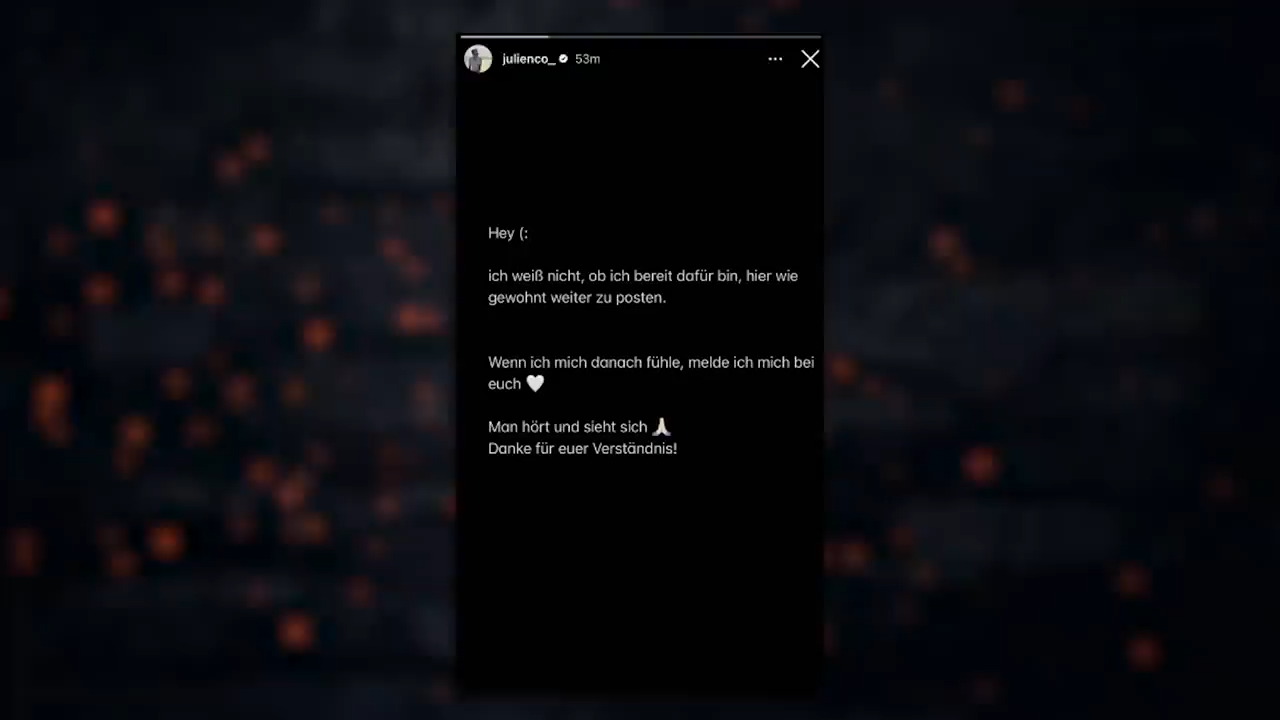 julienco_ 53m
Hey (:
ich weiß nicht, ob ich bereit dafür bin, hier wie
gewohnt weiter zu posten.
Wenn ich mich danach fühle, melde ich mich bei
euch 🤍
Man hört und sieht sich 🙏🏻
Danke für euer Verständnis!